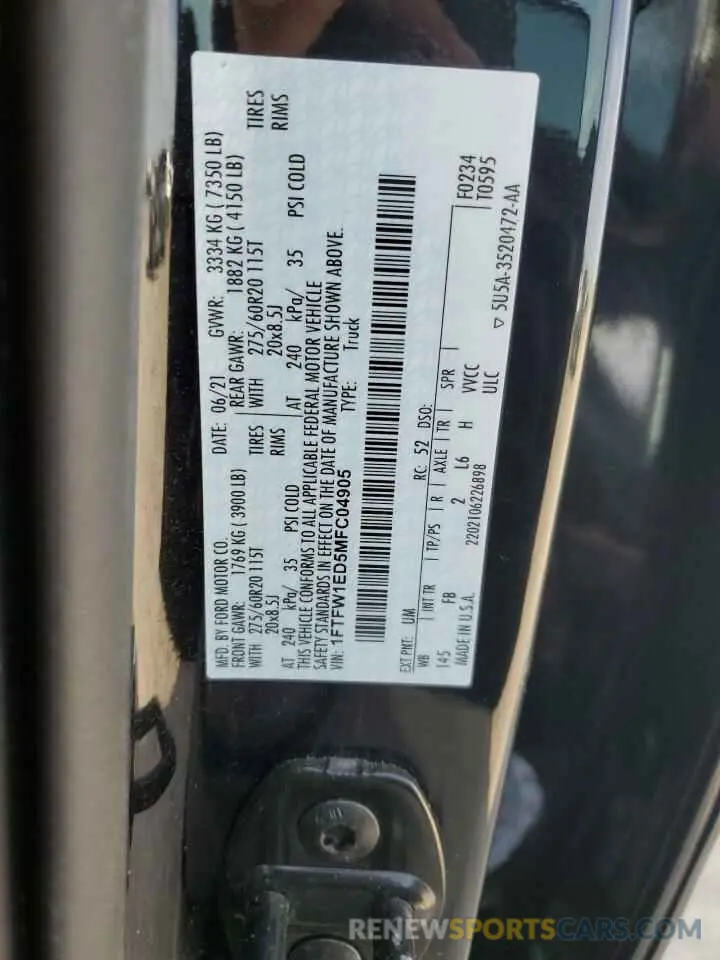 MFD. BY FORD MOTOR CO. DATE: 06/21 GVWR: 3334 KG ( 7350 LB)
FRONT GAWR: 1769 KG ( 3900 LB) REAR GAWR: 1882 KG ( 4150 LB)
WITH 275/60R20 115T TIRES WITH 275/60R20 115T TIRES
20x8.5J RIMS 20x8.5J RIMS
AT 240 kPa/ 35 PSI COLD AT 240 kPa/ 35 PSI COLD
THIS VEHICLE CONFORMS TO ALL APPLICABLE FEDERAL MOTOR VEHICLE
SAFETY STANDARDS IN EFFECT ON THE DATE OF MANUFACTURE SHOWN ABOVE.
VIN: 1FTFW1ED5MFC04905 TYPE: Truck
EXT PNT: UM RC: 52 DSO: F0234
WB INT TR TP/PS R AXLE TR SPR T0595
145 FB 2 L6 H VVCC
MADE IN U.S.A. 2202106226898 ULC
5U5A-3520472-AA
RENEWSPORTSCARS.COM